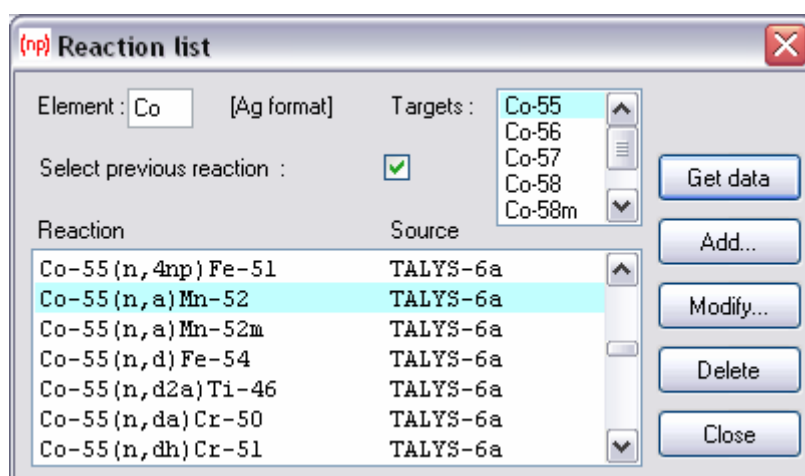 (np) Reaction list
Element : Co [Ag format] Targets : Co-55
Co-56
Co-57
Co-58
Co-58m
Select previous reaction :
Get data
Add...
Modify...
Delete
Close
Reaction Source
Co-55(n,4np)Fe-51 TALYS-6a
Co-55(n,a)Mn-52 TALYS-6a
Co-55(n,a)Mn-52m TALYS-6a
Co-55(n,d)Fe-54 TALYS-6a
Co-55(n,d2a)Ti-46 TALYS-6a
Co-55(n,da)Cr-50 TALYS-6a
Co-55(n,dh)Cr-51 TALYS-6a